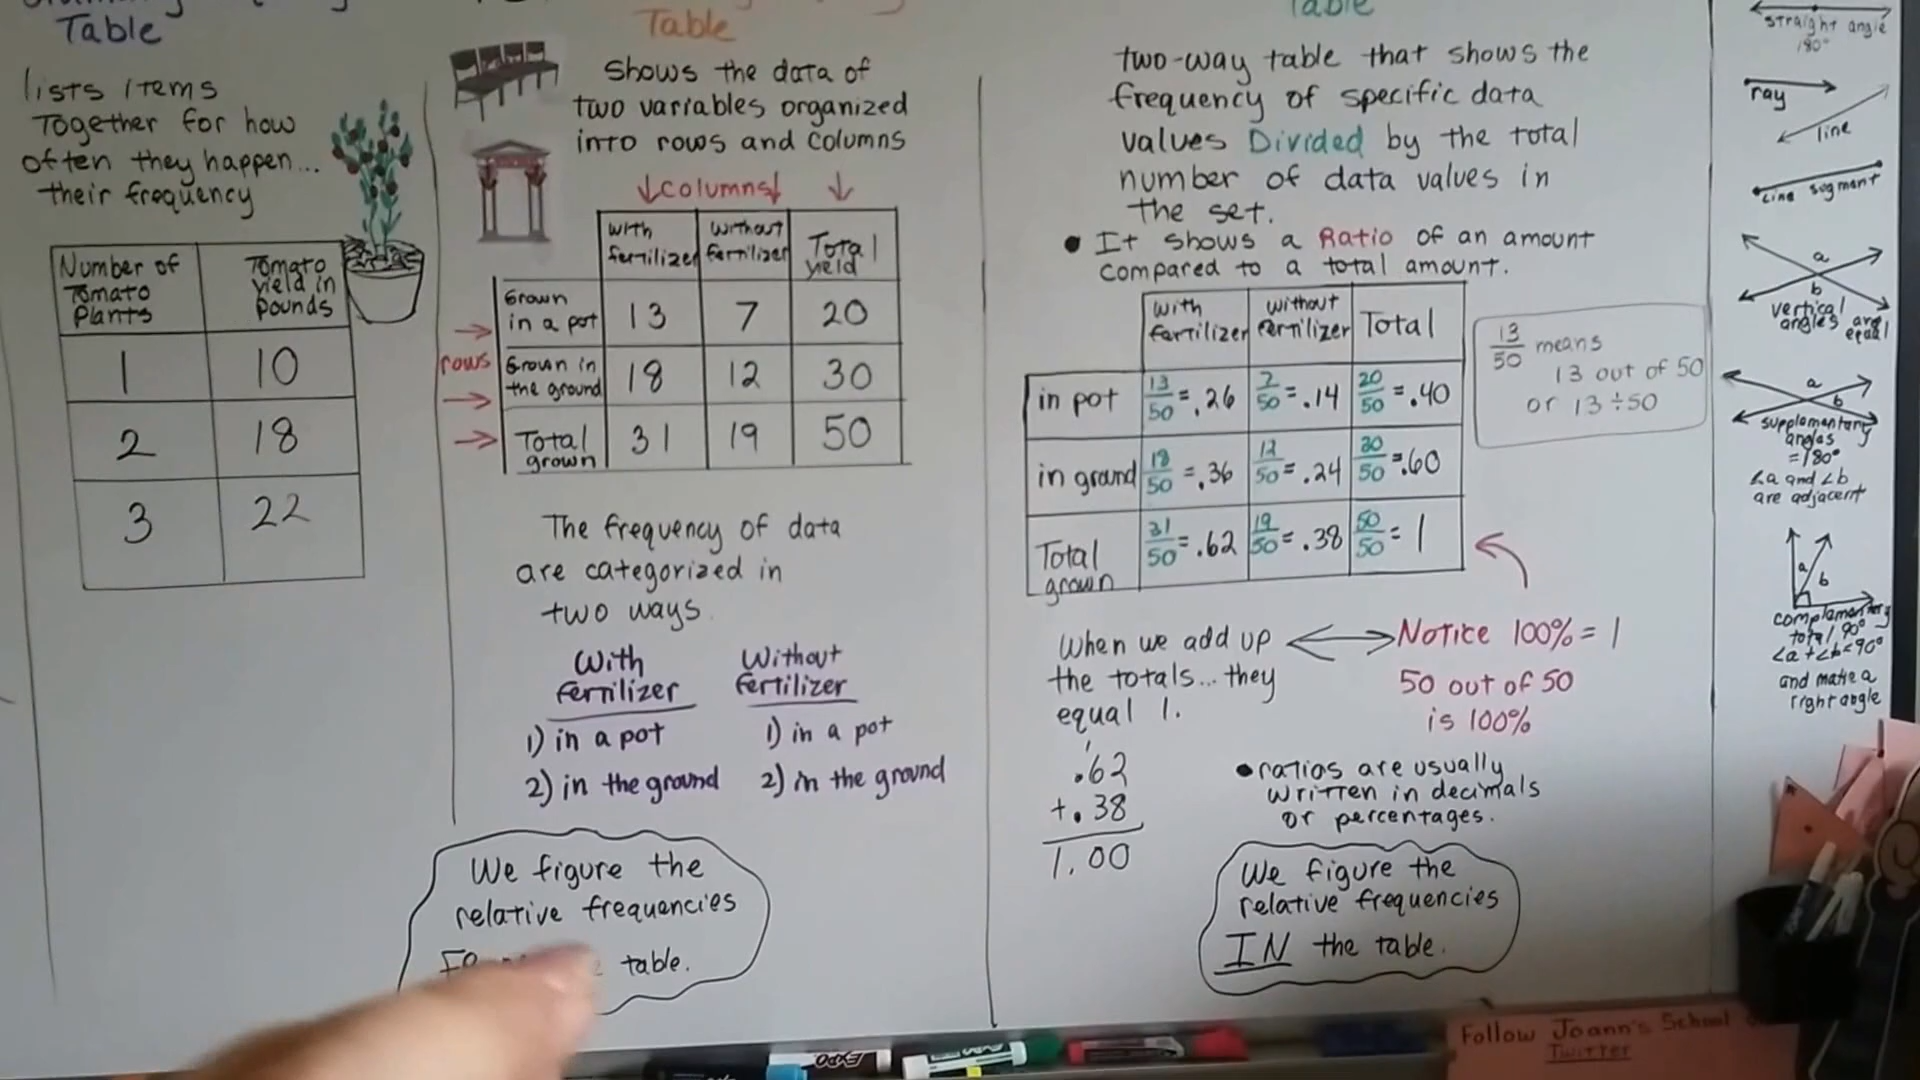 Table
lists items
Together for how
often they happen...
their frequency
Number of
Tomato
Plants
Tomato
yield in
pounds
1 10
2 18
3 22
Table
Shows the data of
two variables organized
into rows and columns
↓columns↓ ↓
with
fertilizer
without
fertilizer
Total
yield
rows
Grown
in a pot
13 7 20
Grown in
the ground
18 12 30
Total
grown
31 19 50
The frequency of data
are categorized in
two ways.
With
fertilizer
1) in a pot
2) in the ground
Without
fertilizer
1) in a pot
2) in the ground
We figure the
relative frequencies
table.
Table
two-way table that shows the
frequency of specific data
values Divided by the total
number of data values in
the set.
• It shows a Ratio of an amount
compared to a total amount.
with
fertilizer
without
fertilizer
Total
in pot 13/50 = .26 7/50 = .14 20/50 = .40
in ground 18/50 = .36 12/50 = .24 30/50 = .60
Total
grown
31/50 = .62 19/50 = .38 50/50 = 1
13/50 means
13 out of 50
or 13÷50
When we add up
the totals... they
equal 1.
1
.62
+.38
1.00
Notice 100% = 1
50 out of 50
is 100%
• ratios are usually
written in decimals
or percentages.
We figure the
relative frequencies
IN the table.
straight angle
180°
ray
line
line segment
a
b
vertical
angles are
equal
a
b
supplementary
angles
=180°
∠a and ∠b
are adjacent
a
b
complementary
total 90°
∠a+∠b=90°
and make a
right angle
EXPO
Follow Joann's School
Twitter